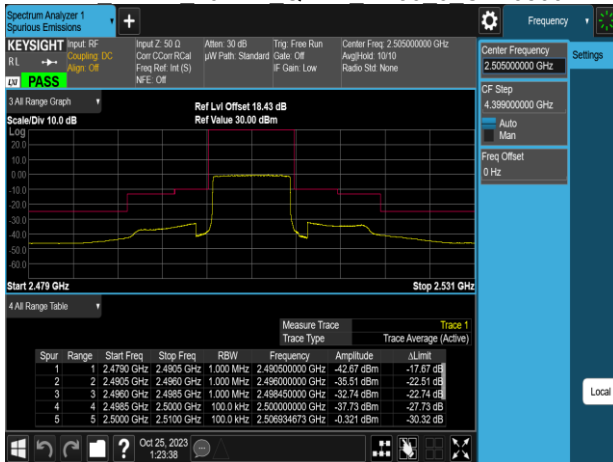 Spectrum Analyzer 1
Spurious Emissions
Frequency
KEYSIGHT
RL
LXI PASS
Input: RF
Coupling: DC
Align: Off
Input Z: 50 Ω
Corr CCorr RCal
Freq Ref: Int (S)
NFE: Off
Atten: 30 dB
µW Path: Standard
Trig: Free Run
Gate: Off
IF Gain: Low
Center Freq: 2.505000000 GHz
Avg|Hold: 10/10
Radio Std: None
Center Frequency
2.505000000 GHz
Settings
CF Step
4.399000000 GHz
Auto
Man
Freq Offset
0 Hz
3 All Range Graph
Scale/Div 10.0 dB
Ref Lvl Offset 18.43 dB
Ref Value 30.00 dBm
Log
20.0
10.0
0.00
-10.0
-20.0
-30.0
-40.0
-50.0
-60.0
Start 2.479 GHz
Stop 2.531 GHz
4 All Range Table
Measure Trace Trace 1
Trace Type Trace Average (Active)
Spur Range Start Freq Stop Freq RBW Frequency Amplitude ΔLimit
1 1 2.4790 GHz 2.4905 GHz 1.000 MHz 2.490500000 GHz -42.67 dBm -17.67 dB
2 2 2.4905 GHz 2.4960 GHz 1.000 MHz 2.496000000 GHz -35.51 dBm -22.51 dB
3 3 2.4960 GHz 2.4985 GHz 1.000 MHz 2.498450000 GHz -32.74 dBm -22.74 dB
4 4 2.4985 GHz 2.5000 GHz 100.0 kHz 2.500000000 GHz -37.73 dBm -27.73 dB
5 5 2.5000 GHz 2.5100 GHz 100.0 kHz 2.506934673 GHz -0.321 dBm -30.32 dB
Local
?
Oct 25, 2023
1:23:38